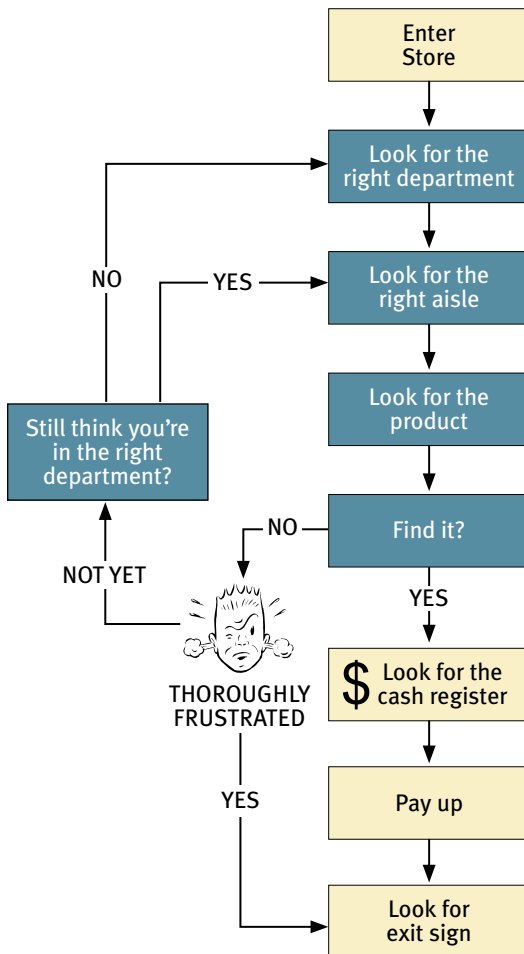 Enter
Store
Look for the
right department
NO
YES
Look for the
right aisle
Look for the
product
Still think you're
in the right
department?
NO
Find it?
NOT YET
YES
THOROUGHLY
FRUSTRATED
$ Look for the
cash register
YES
Pay up
Look for
exit sign